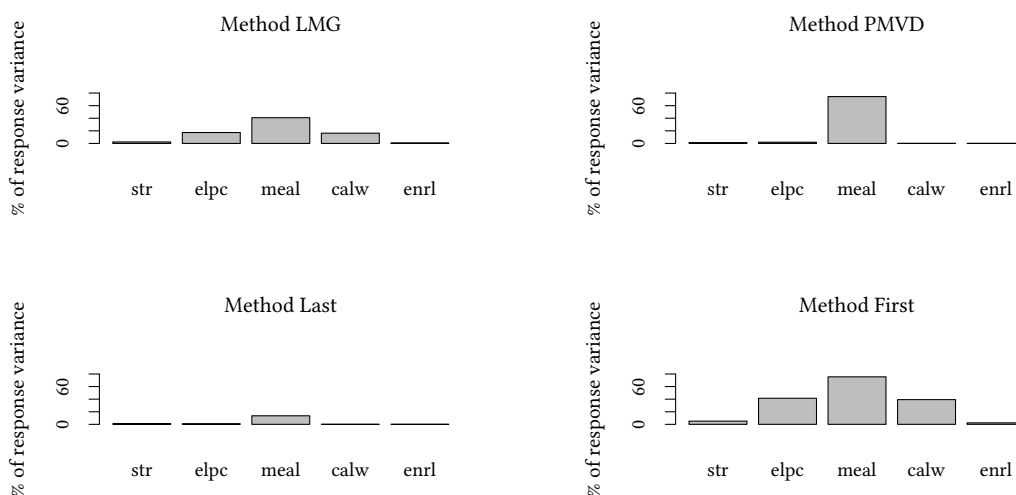 Method LMG
% of response variance
60
0
str elpc meal calw enrl
Method PMVD
% of response variance
60
0
str elpc meal calw enrl
Method Last
% of response variance
60
0
str elpc meal calw enrl
Method First
% of response variance
60
0
str elpc meal calw enrl